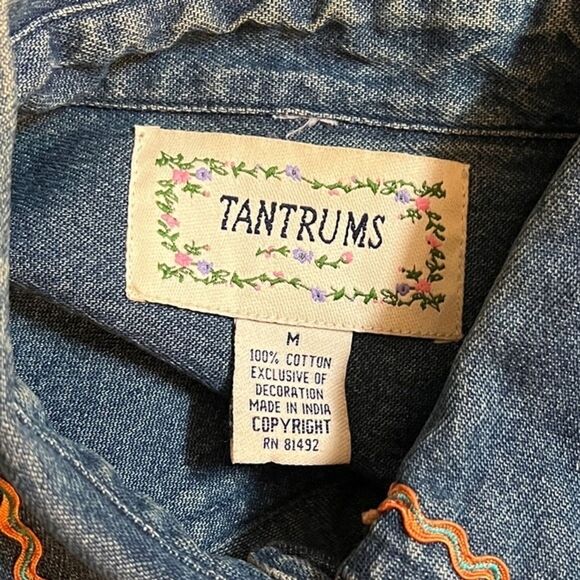 TANTRUMS
M
100% COTTON
EXCLUSIVE OF
DECORATION
MADE IN INDIA
COPYRIGHT
RN 81492